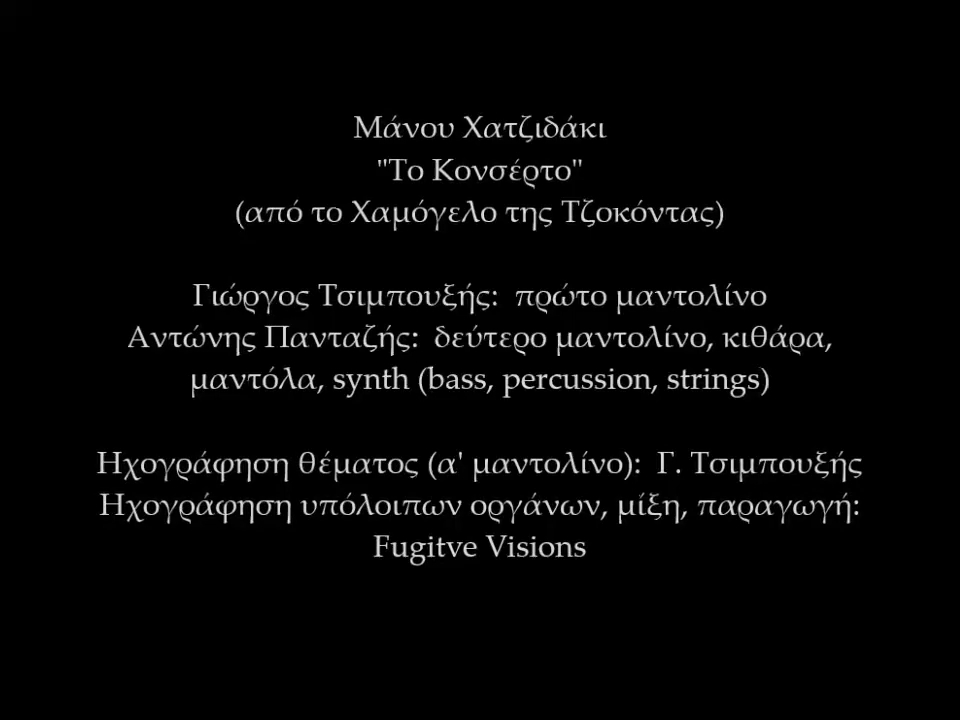 Μάνου Χατζιδάκι
"Το Κονσέρτο"
(από το Χαμόγελο της Τζοκόντας)
Γιώργος Τσιμπουξής:  πρώτο μαντολίνο
Αντώνης Πανταζής:  δεύτερο μαντολίνο, κιθάρα,
μαντόλα, synth (bass, percussion, strings)
Ηχογράφηση θέματος (α' μαντολίνο):  Γ. Τσιμπουξής
Ηχογράφηση υπόλοιπων οργάνων, μίξη, παραγωγή:
Fugitve Visions